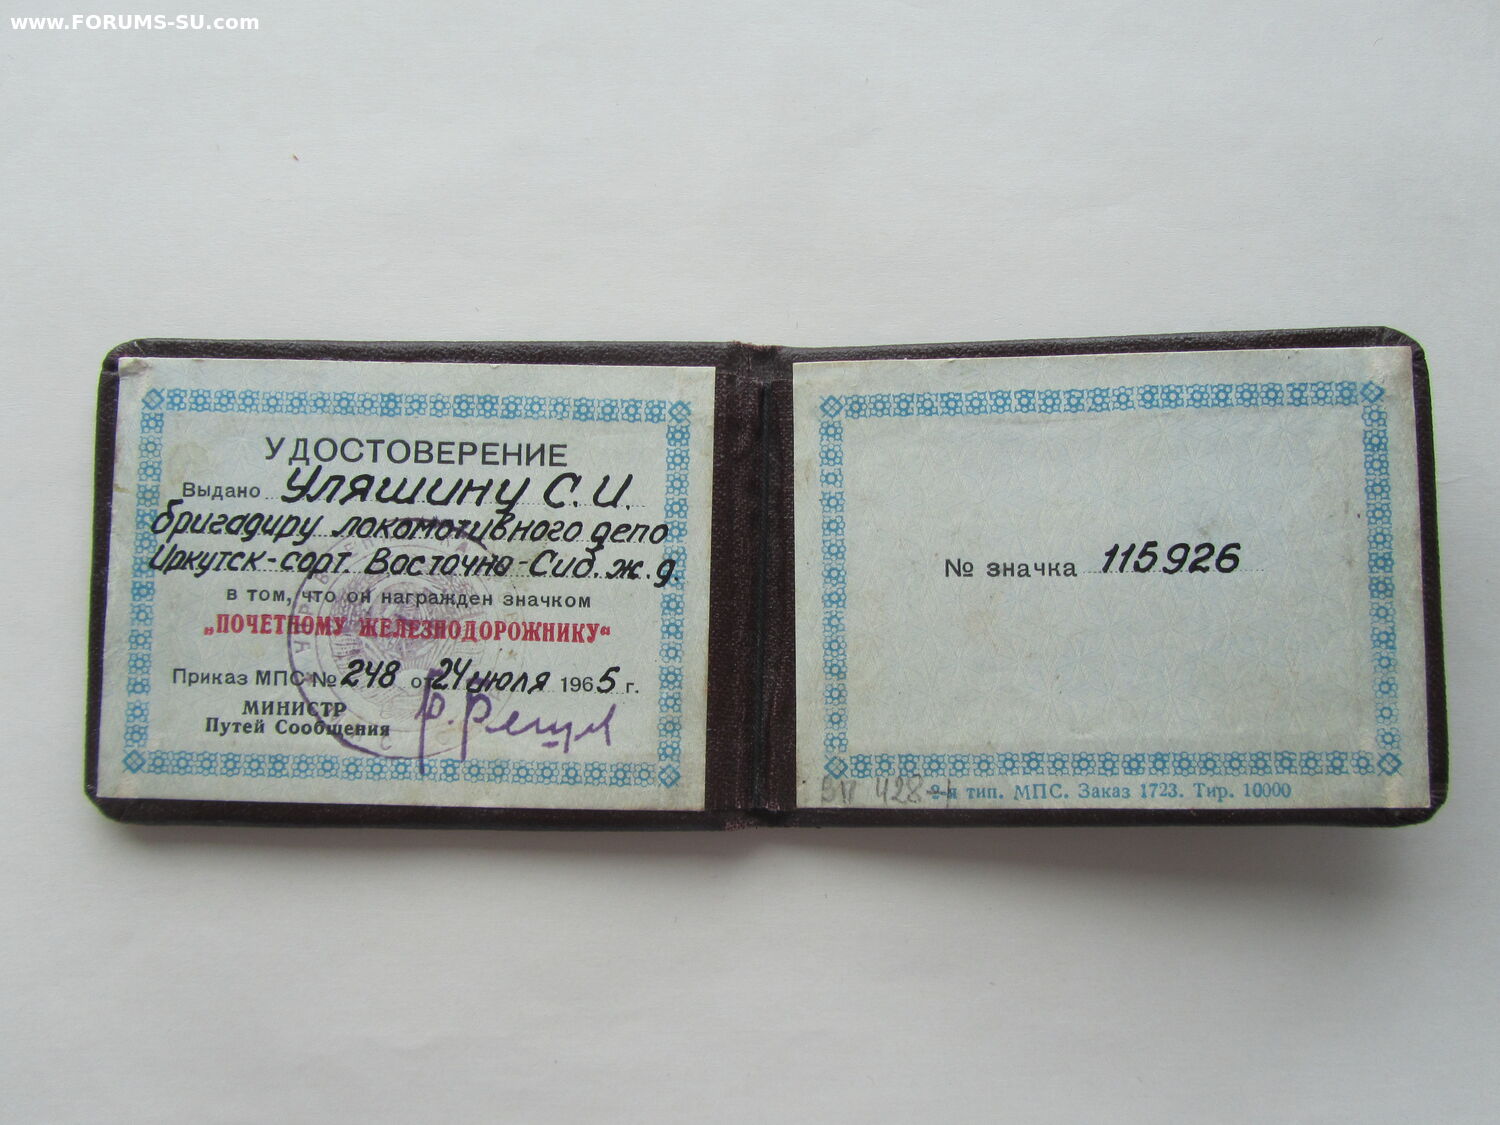 www.FORUMS-SU.com
УДОСТОВЕРЕНИЕ
Выдано Уляшину С. И.
бригадиру локомотивного депо
Иркутск-сорт. Восточно-Сиб. ж. д.
в том, что он награжден значком
„ПОЧЕТНОМУ ЖЕЛЕЗНОДОРОЖНИКУ“
Приказ МПС № 248 от 24 июля 1965 г.
МИНИСТР
Путей Сообщения
№ значка 115926
2-я тип. МПС. Заказ 1723. Тир. 10000